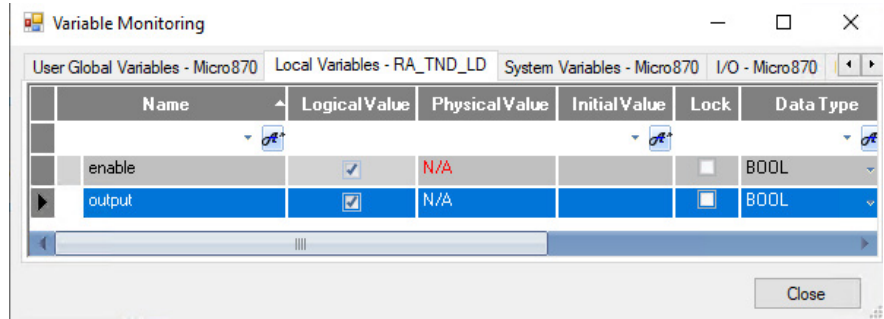 Variable Monitoring
User Global Variables - Micro870 Local Variables - RA_TND_LD System Variables - Micro870 I/O - Micro870
Name Logical Value Physical Value Initial Value Lock Data Type
enable N/A BOOL
output N/A BOOL
Close